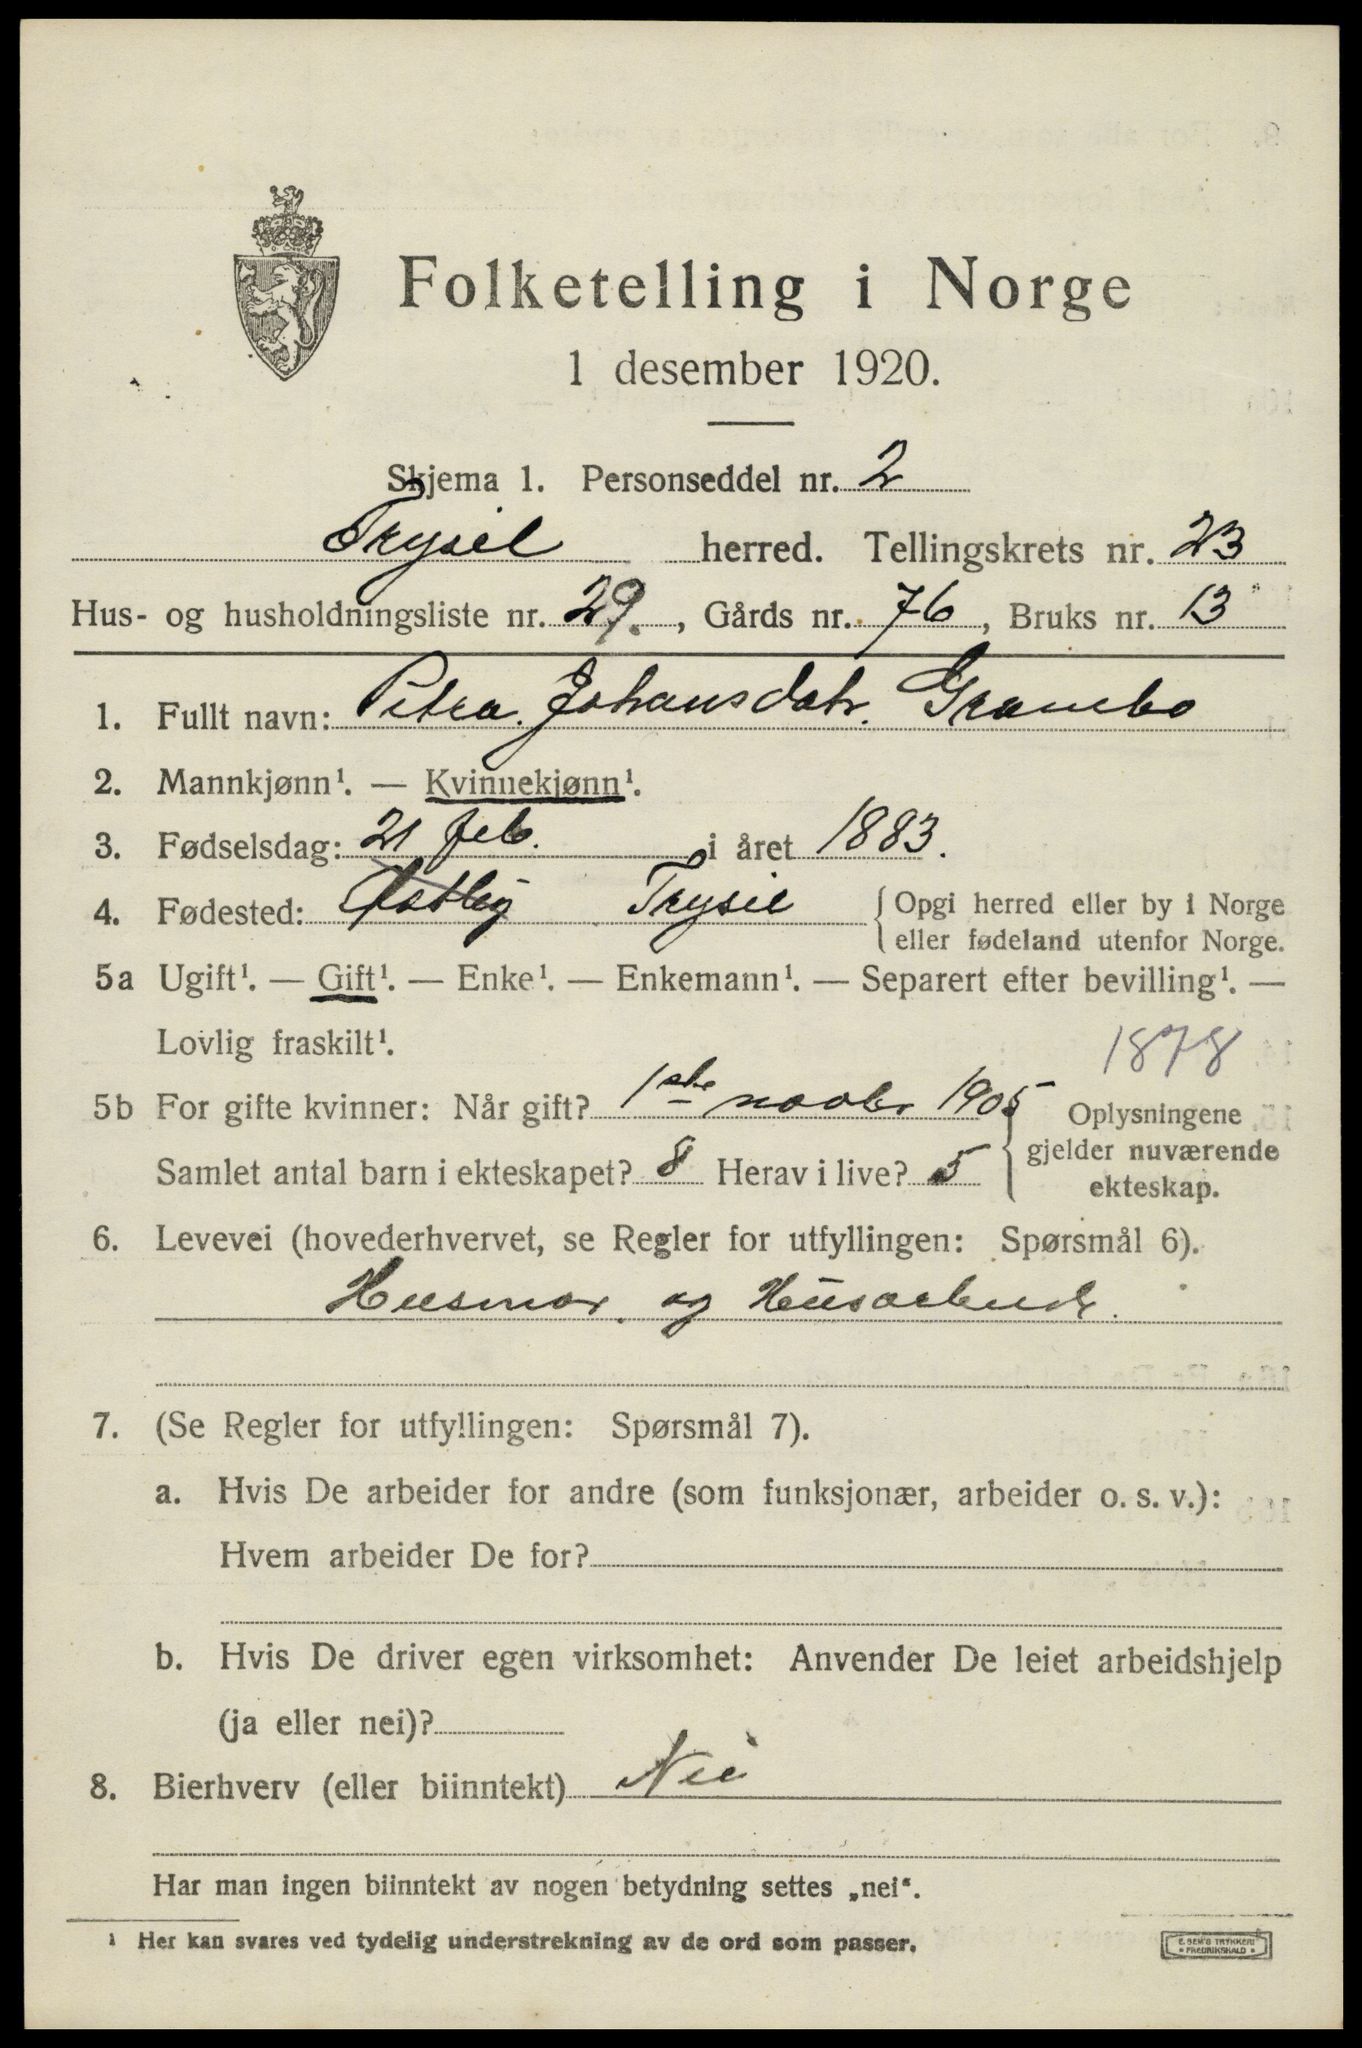 Folketelling i Norge
1 desember 1920.
Skjema 1. Personseddel nr. 2
Trysil herred. Tellingskrets nr. 23
Hus- og husholdningsliste nr. 29. , Gårds nr. 76 , Bruks nr. 13
1. Fullt navn: Petra. Johansdatr. Grambo
2. Mannkjønn¹. — Kvinnekjønn¹.
3. Fødselsdag: 21 feb. i året 1883.
4. Fødested: Østby Trysil { Opgi herred eller by i Norge
eller fødeland utenfor Norge.
5a Ugift¹. — Gift¹. — Enke¹. — Enkemann¹. — Separert efter bevilling¹. —
Lovlig fraskilt¹.
1878
5b For gifte kvinner: Når gift? 1ste novbr 1905 { Oplysningene
gjelder nuværende
ekteskap.
Samlet antal barn i ekteskapet? 8 Herav i live? 5
6. Levevei (hovederhvervet, se Regler for utfyllingen: Spørsmål 6).
Husmor og Husarbeide.
7. (Se Regler for utfyllingen: Spørsmål 7).
a. Hvis De arbeider for andre (som funksjonær, arbeider o. s. v.):
Hvem arbeider De for?
b. Hvis De driver egen virksomhet: Anvender De leiet arbeidshjelp
(ja eller nei)?
8. Bierhverv (eller biinntekt) Nei
Har man ingen biinntekt av nogen betydning settes „nei“.
¹ Her kan svares ved tydelig understrekning av de ord som passer.
E. SEM'S TRYKKERI
• FREDRIKSHALD •